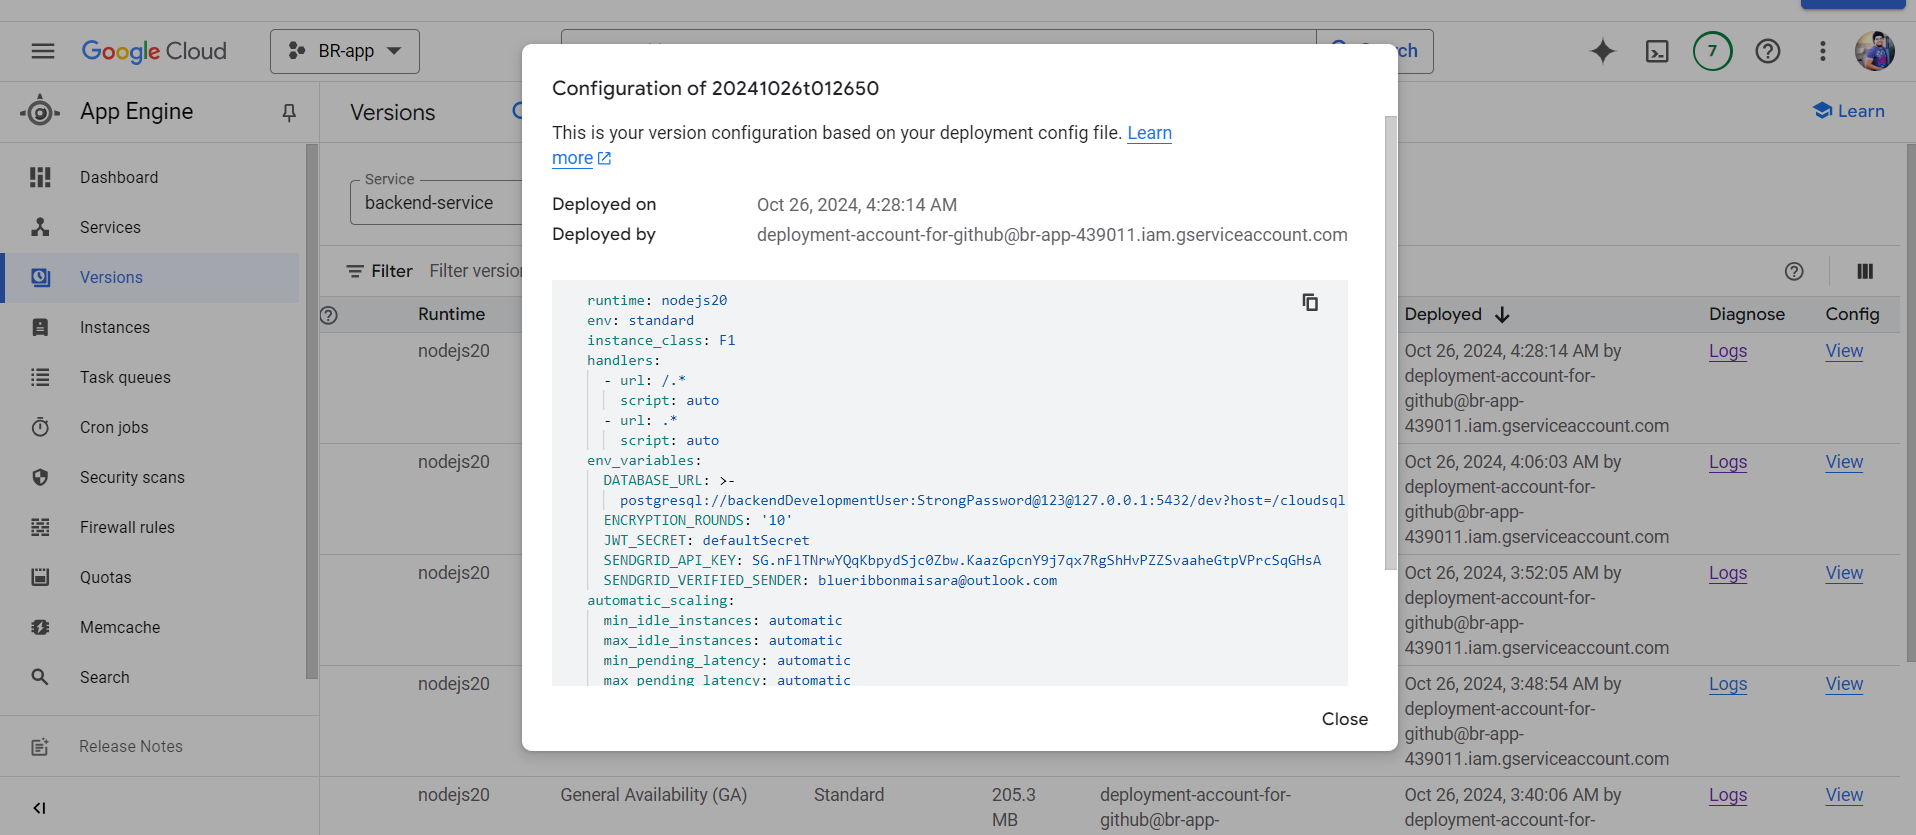 Google Cloud
BR-app
ch
7
App Engine
Versions
Learn
Dashboard
Services
Versions
Instances
Task queues
Cron jobs
Security scans
Firewall rules
Quotas
Memcache
Search
Release Notes
Service
backend-service
Filter
Filter versio
Runtime
Deployed
Diagnose
Config
nodejs20
Oct 26, 2024, 4:28:14 AM by
deployment-account-for-
github@br-app-
439011.iam.gserviceaccount.com
Logs
View
nodejs20
Oct 26, 2024, 4:06:03 AM by
deployment-account-for-
github@br-app-
439011.iam.gserviceaccount.com
Logs
View
nodejs20
Oct 26, 2024, 3:52:05 AM by
deployment-account-for-
github@br-app-
439011.iam.gserviceaccount.com
Logs
View
nodejs20
Oct 26, 2024, 3:48:54 AM by
deployment-account-for-
github@br-app-
439011.iam.gserviceaccount.com
Logs
View
nodejs20
General Availability (GA)
Standard
205.3
MB
deployment-account-for-
github@br-app-
Oct 26, 2024, 3:40:06 AM by
deployment-account-for-
Logs
View
Configuration of 20241026t012650
This is your version configuration based on your deployment config file. Learn
more
Deployed on Oct 26, 2024, 4:28:14 AM
Deployed by deployment-account-for-github@br-app-439011.iam.gserviceaccount.com
runtime: nodejs20
env: standard
instance_class: F1
handlers:
- url: /.*
script: auto
- url: .*
script: auto
env_variables:
DATABASE_URL: >-
postgresql://backendDevelopmentUser:StrongPassword@123@127.0.0.1:5432/dev?host=/cloudsql
ENCRYPTION_ROUNDS: '10'
JWT_SECRET: defaultSecret
SENDGRID_API_KEY: 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
SENDGRID_VERIFIED_SENDER: blueribbonmaisara@outlook.com
automatic_scaling:
min_idle_instances: automatic
max_idle_instances: automatic
min_pending_latency: automatic
max_pending_latency: automatic
Close